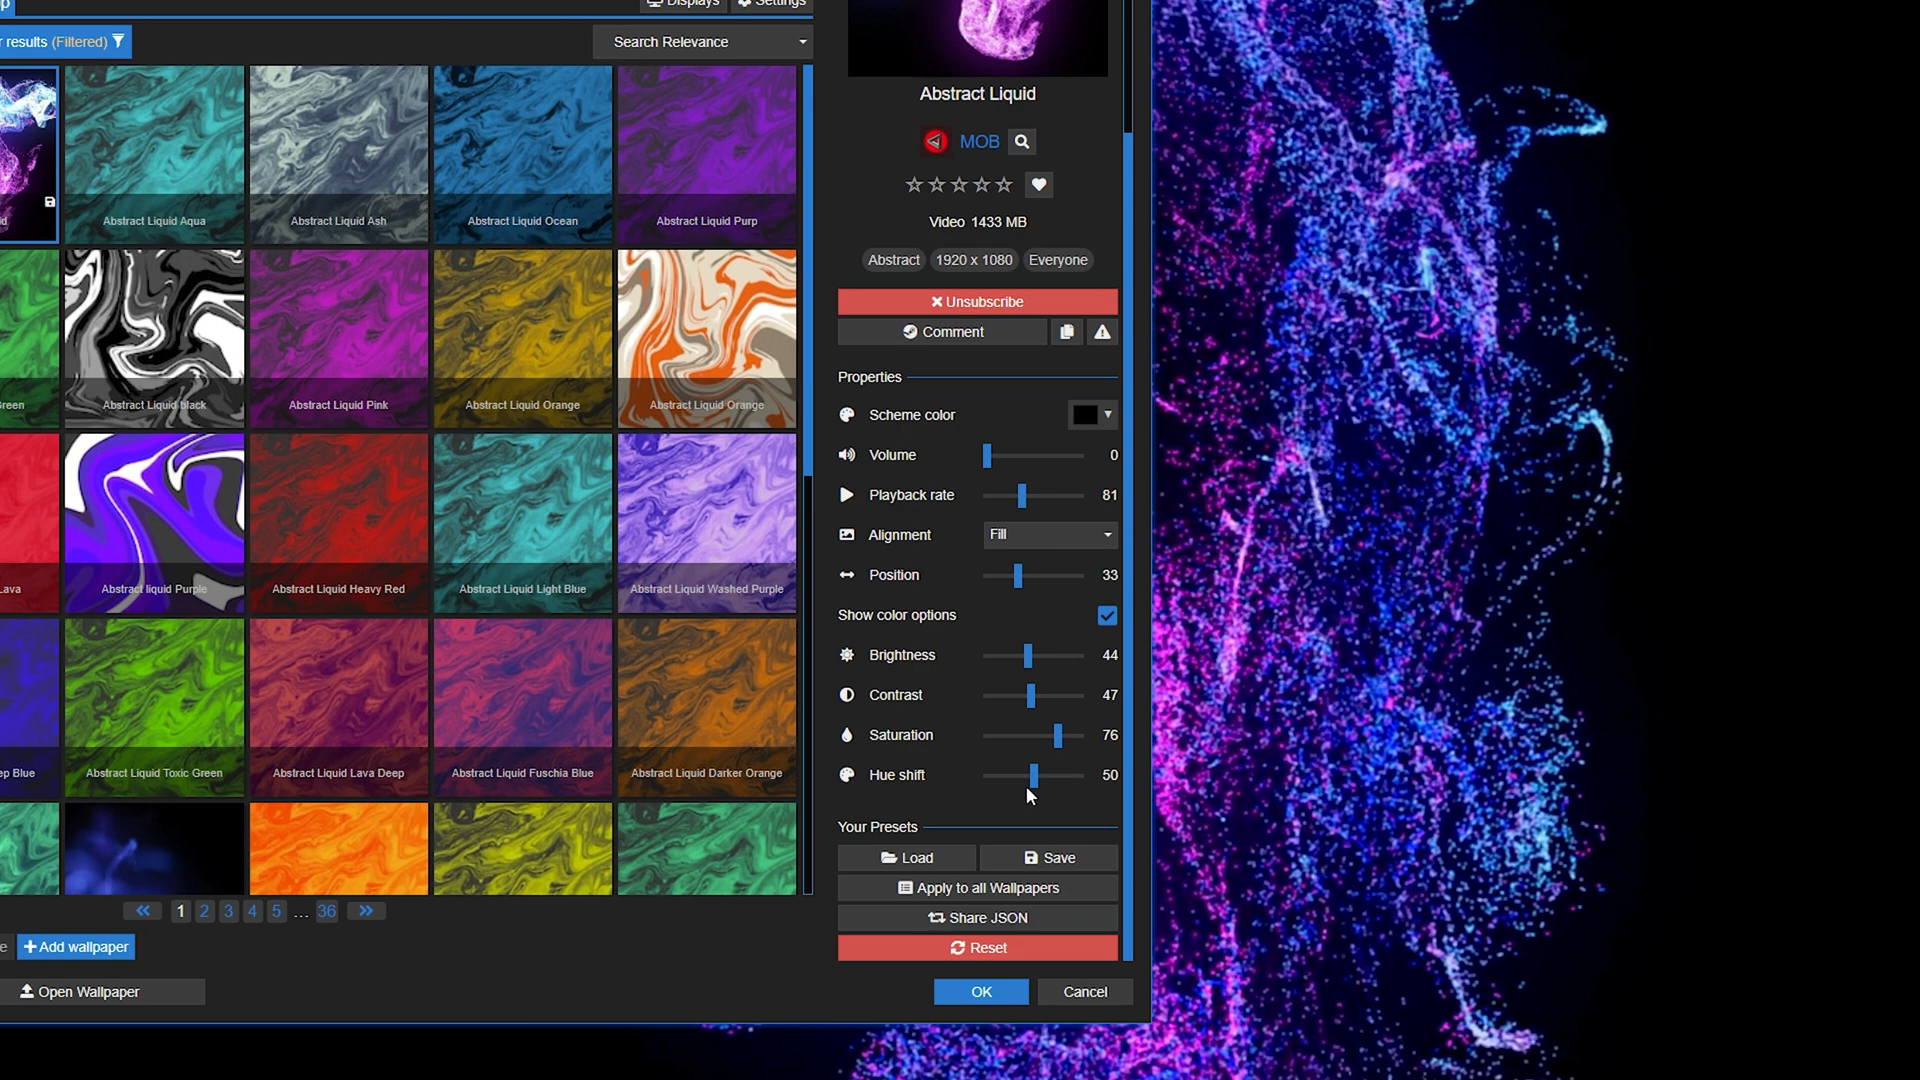 Displays
Settings
results (Filtered)
Search Relevance
Abstract Liquid Aqua
Abstract Liquid Ash
Abstract Liquid Ocean
Abstract Liquid Purp
Abstract Liquid black
Abstract Liquid Pink
Abstract Liquid Orange
Abstract Liquid Orange
Lava
Abstract liquid Purple
Abstract Liquid Heavy Red
Abstract Liquid Light Blue
Abstract Liquid Washed Purple
ep Blue
Abstract Liquid Toxic Green
Abstract Liquid Lava Deep
Abstract Liquid Fuschia Blue
Abstract Liquid Darker Orange
« 1 2 3 4 5 ... 36 »
+ Add wallpaper
Open Wallpaper
Abstract Liquid
MOB
Video 1433 MB
Abstract 1920 x 1080 Everyone
Unsubscribe
Comment
Properties
Scheme color
Volume 0
Playback rate 81
Alignment Fill
Position 33
Show color options
Brightness 44
Contrast 47
Saturation 76
Hue shift 50
Your Presets
Load Save
Apply to all Wallpapers
Share JSON
Reset
OK Cancel